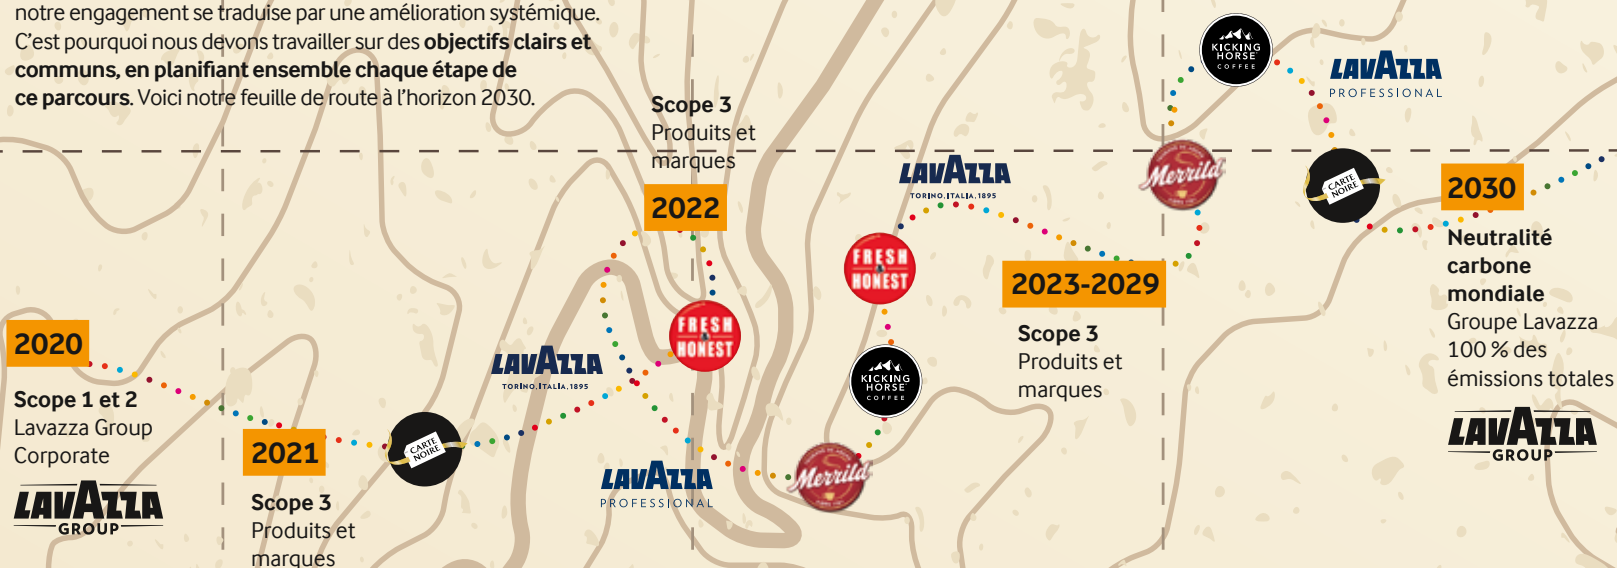 notre engagement se traduise par une amélioration systémique.
C'est pourquoi nous devons travailler sur des objectifs clairs et
communs, en planifiant ensemble chaque étape de
ce parcours. Voici notre feuille de route à l'horizon 2030.
2020
Scope 1 et 2
Lavazza Group
Corporate
LAVAZZA
GROUP
2021
Scope 3
Produits et
marques
CARTE
NOIRE
LAVAZZA
TORINO, ITALIA, 1895
Scope 3
Produits et
marques
2022
FRESH
&
HONEST
LAVAZZA
PROFESSIONAL
Merrild
KICKING
HORSE
COFFEE
FRESH
&
HONEST
LAVAZZA
TORINO, ITALIA, 1895
2023-2029
Scope 3
Produits et
marques
Merrild
KICKING
HORSE
COFFEE
LAVAZZA
PROFESSIONAL
CARTE
NOIRE
2030
Neutralité
carbone
mondiale
Groupe Lavazza
100 % des
émissions totales
LAVAZZA
GROUP